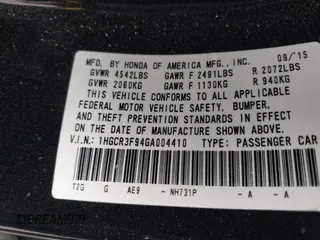 MFD. BY HONDA OF AMERICA MFG., INC. 09/15
GVWR 4542LBS GAWR F 2491LBS R 2072LBS
GVWR 2060KG GAWR F 1130KG R 940KG
THIS VEHICLE CONFORMS TO ALL APPLICABLE
FEDERAL MOTOR VEHICLE SAFETY, BUMPER,
AND THEFT PREVENTION STANDARDS IN EFFECT
ON THE DATE OF MANUFACTURE SHOWN ABOVE.
V.I.N.: 1HGCR3F94GA004410 TYPE: PASSENGER CAR
T2G G AE9 - NH731P - A - A
DREAMBID